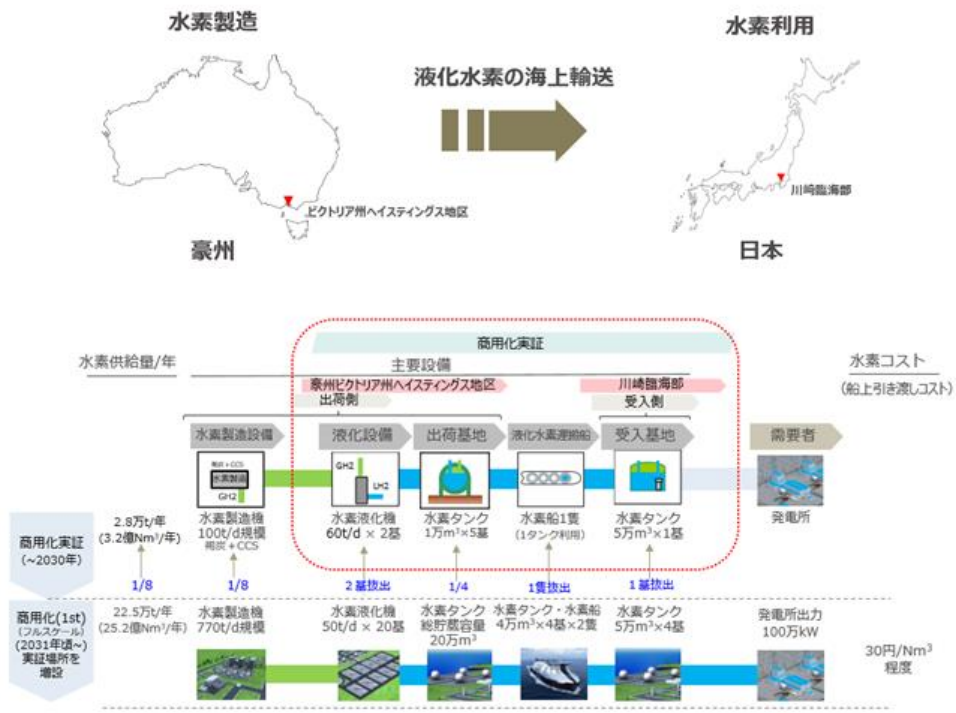 水素製造
水素利用
液化水素の海上輸送
ビクトリア州ヘイスティングス地区
川崎臨海部
豪州
日本
商用化実証
水素供給量/年
主要設備
水素コスト
(船上引き渡しコスト)
豪州ビクトリア州ヘイスティングス地区
川崎臨海部
出荷側
受入側
水素製造設備
液化設備
出荷基地
液化水素運搬船
受入基地
需要者
褐炭+CCS
水素製造
GH2
GH2
LH2
商用化実証
(~2030年)
2.8万t/年
(3.2億Nm³/年)
水素製造機
100t/d規模
褐炭+CCS
水素液化機
60t/d × 2基
水素タンク
1万m³×5基
水素船1隻
(1タンク利用)
水素タンク
5万m³×1基
発電所
1/8
1/8
2基抜出
1/4
1隻抜出
1基抜出
商用化(1st)
(フルスケール)
(2031年頃~)
実証場所を
増設
22.5万t/年
(25.2億Nm³/年)
水素製造機
770t/d規模
水素液化機
50t/d × 20基
水素タンク
総貯蔵容量
20万m³
水素タンク・水素船
4万m³×4基×2隻
水素タンク
5万m³×4基
発電所出力
100万kW
30円/Nm³
程度